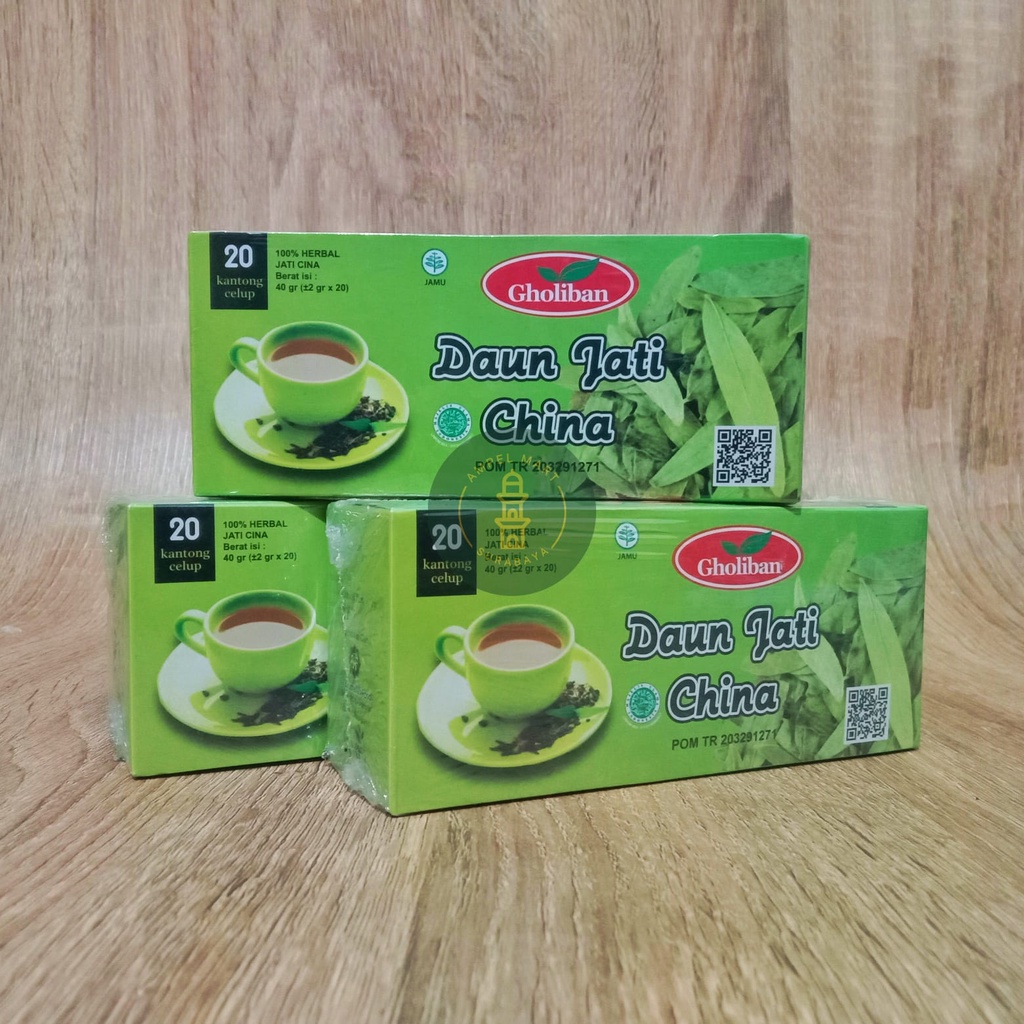 20
kantong
celup
100% HERBAL
JATI CINA
Berat isi :
40 gr (±2 gr x 20)
JAMU
Gholiban
Daun Jati
China
POM TR 203291271
AMPEL MART
SURABAYA
20
kantong
celup
100% HERBAL
JATI CINA
Berat isi :
40 gr (±2 gr x 20)
20
kantong
celup
100% HERBAL
JATI CINA
Berat isi :
40 gr (±2 gr x 20)
JAMU
Gholiban
Daun Jati
China
POM TR 203291271